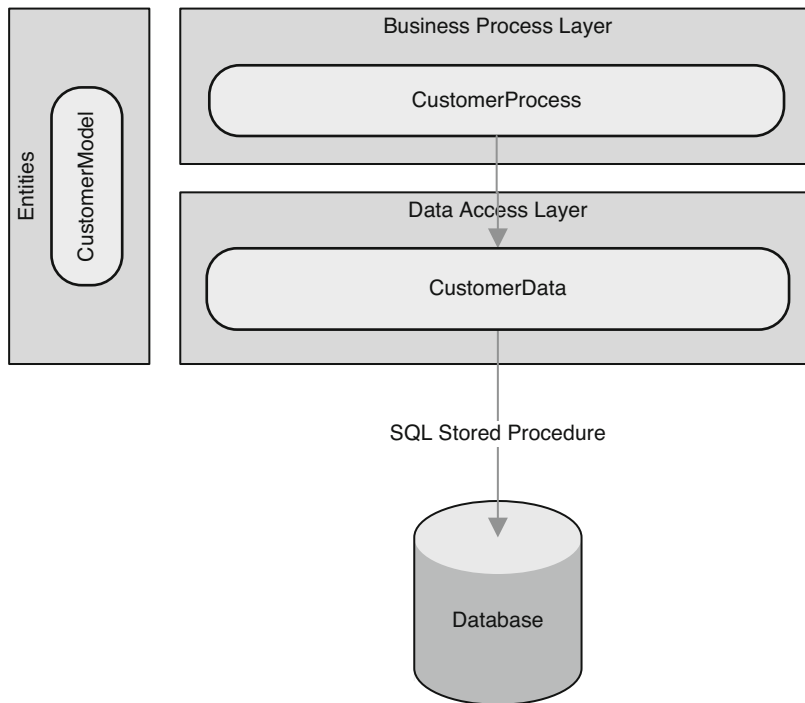 Business Process Layer
CustomerProcess
Entities
CustomerModel
Data Access Layer
CustomerData
SQL Stored Procedure
Database